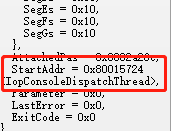 SegEs = 0x10,
SegFs = 0x10,
SegGs = 0x10
},
StartAddr = 0x80015724
(IopConsoleDispatchThread),
Parameter = 0x0,
LastError = 0x0,
ExitCode = 0x0
}